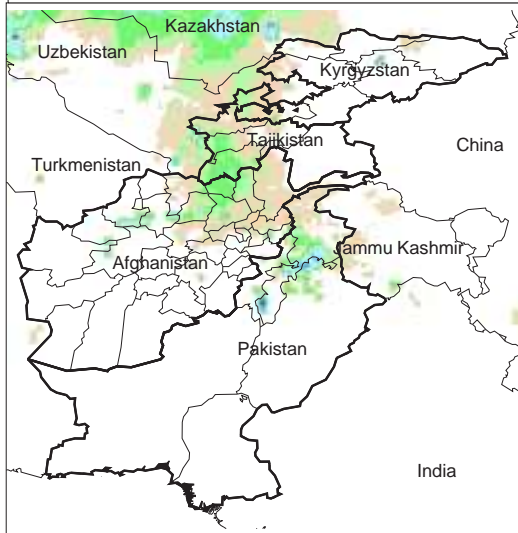 Kazakhstan
Uzbekistan
Kyrgyzstan
Tajikistan
China
Turkmenistan
Jammu Kashmir
Afghanistan
Pakistan
India